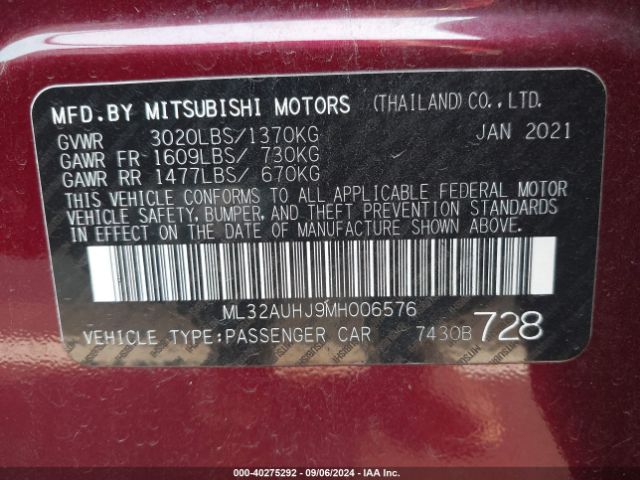 MFD.BY MITSUBISHI MOTORS (THAILAND)CO.,LTD.
GVWR 3020LBS/1370KG JAN 2021
GAWR FR 1609LBS/ 730KG
GAWR RR 1477LBS/ 670KG
THIS VEHICLE CONFORMS TO ALL APPLICABLE FEDERAL MOTOR
VEHICLE SAFETY, BUMPER, AND THEFT PREVENTION STANDARDS
IN EFFECT ON THE DATE OF MANUFACTURE SHOWN ABOVE.
ML32AUHJ9MH006576
VEHICLE TYPE:PASSENGER CAR 7430B 728
000-40275292 - 09/06/2024 - IAA Inc.